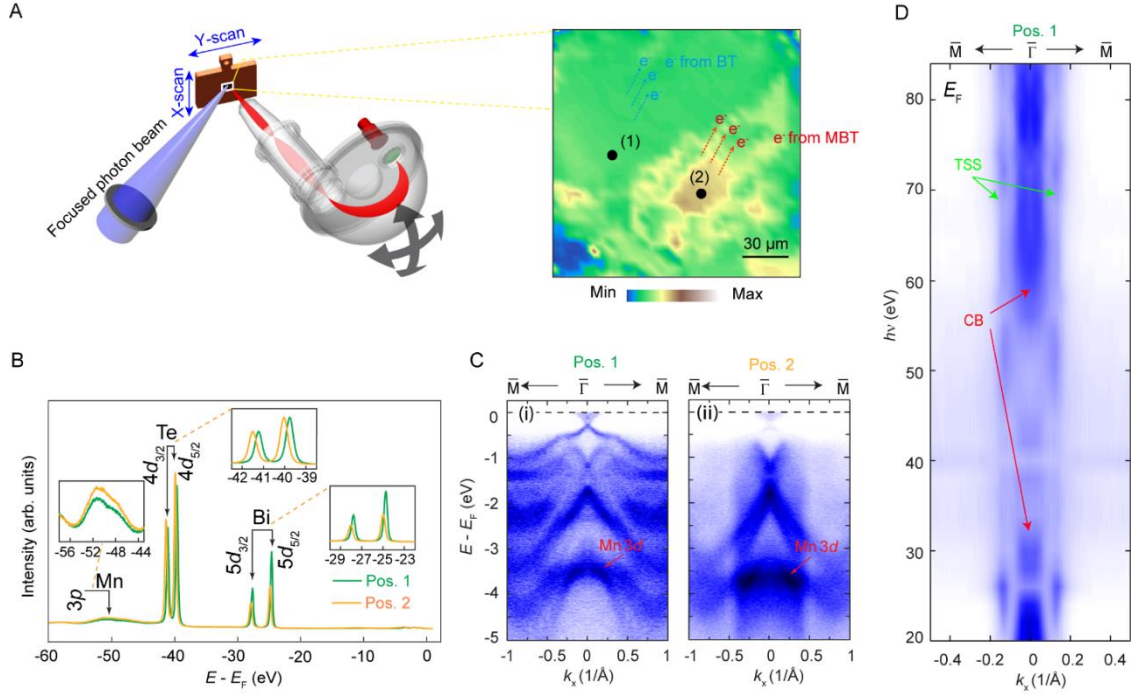 A
Y-scan
X-scan
Focused photon beam
e⁻ e⁻ from BT
e⁻
e⁻
(1)
e⁻
e⁻ e⁻ from MBT
e⁻
(2)
30 μm
Min Max
B
Te
4d3/2
4d5/2
-42 -41 -40 -39
Bi
5d3/2
5d5/2
-29 -27 -25 -23
-56 -52 -48 -44
Mn
3p
Pos. 1
Pos. 2
Intensity (arb. units)
-60 -50 -40 -30 -20 -10 0
E - EF (eV)
C
Pos. 1 Pos. 2
M̄ Γ̄ M̄ M̄ Γ̄ M̄
(i) (ii)
0
-1
-2
-3
-4
-5
E - EF (eV)
Mn 3d Mn 3d
-1 -0.5 0 0.5 1 -1 -0.5 0 0.5 1
kx (1/Å) kx (1/Å)
D
Pos. 1
M̄ Γ̄ M̄
EF
80
70
60
50
40
30
20
hν (eV)
TSS
CB
-0.4 -0.2 0 0.2 0.4
kx (1/Å)